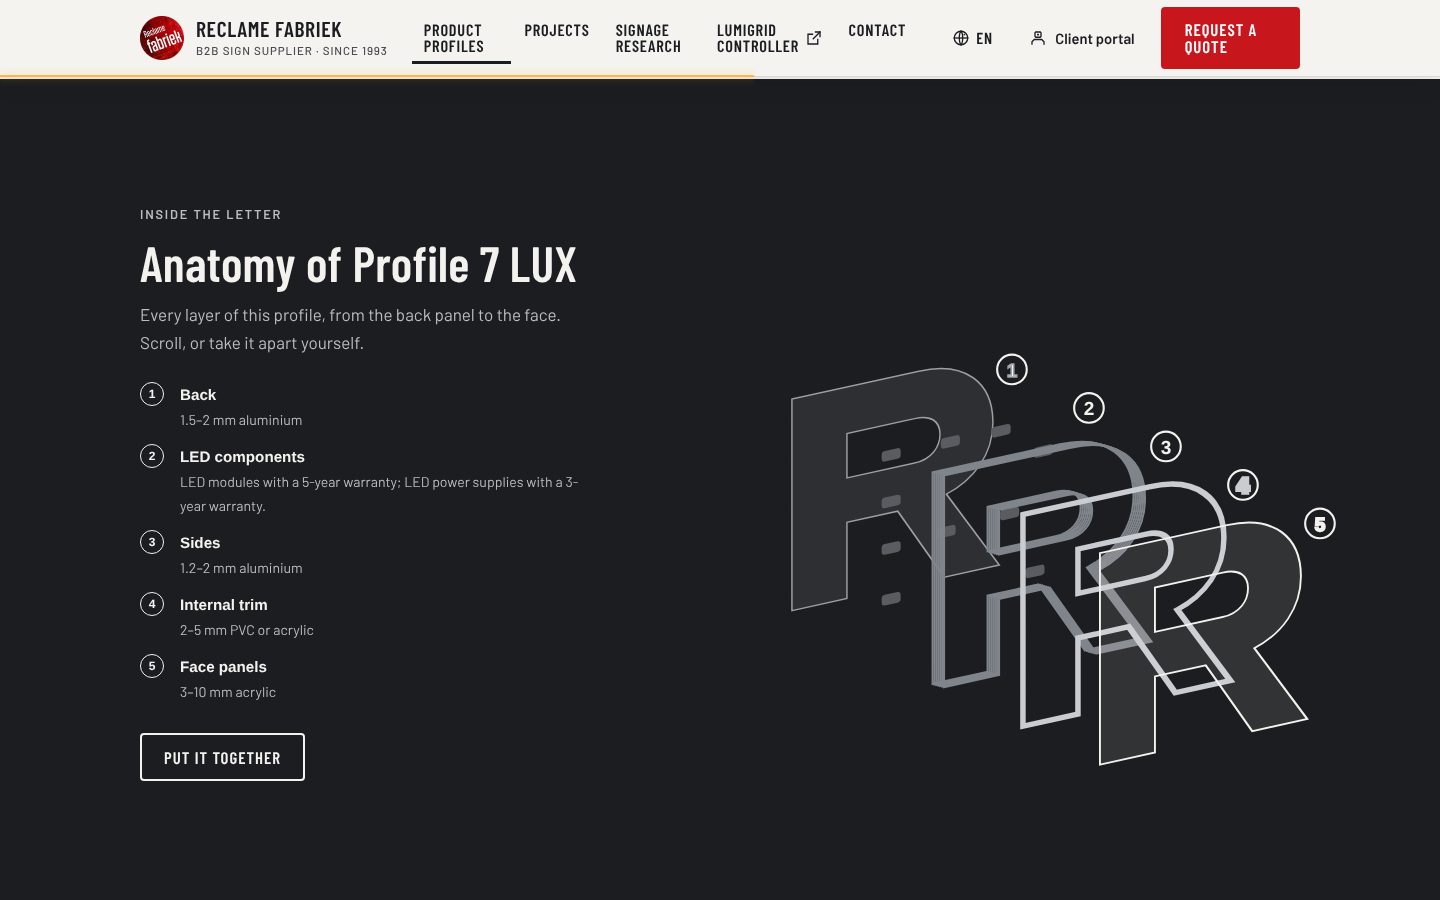 Reclame fabriek
RECLAME FABRIEK
B2B SIGN SUPPLIER · SINCE 1993
PRODUCT PROFILES
PROJECTS
SIGNAGE RESEARCH
LUMIGRID CONTROLLER
CONTACT
EN
Client portal
REQUEST A QUOTE
INSIDE THE LETTER
Anatomy of Profile 7 LUX
Every layer of this profile, from the back panel to the face.
Scroll, or take it apart yourself.
1 Back
1.5–2 mm aluminium
2 LED components
LED modules with a 5-year warranty; LED power supplies with a 3-
year warranty.
3 Sides
1.2–2 mm aluminium
4 Internal trim
2–5 mm PVC or acrylic
5 Face panels
3–10 mm acrylic
PUT IT TOGETHER
1
2
3
4
5
R
R
R
R